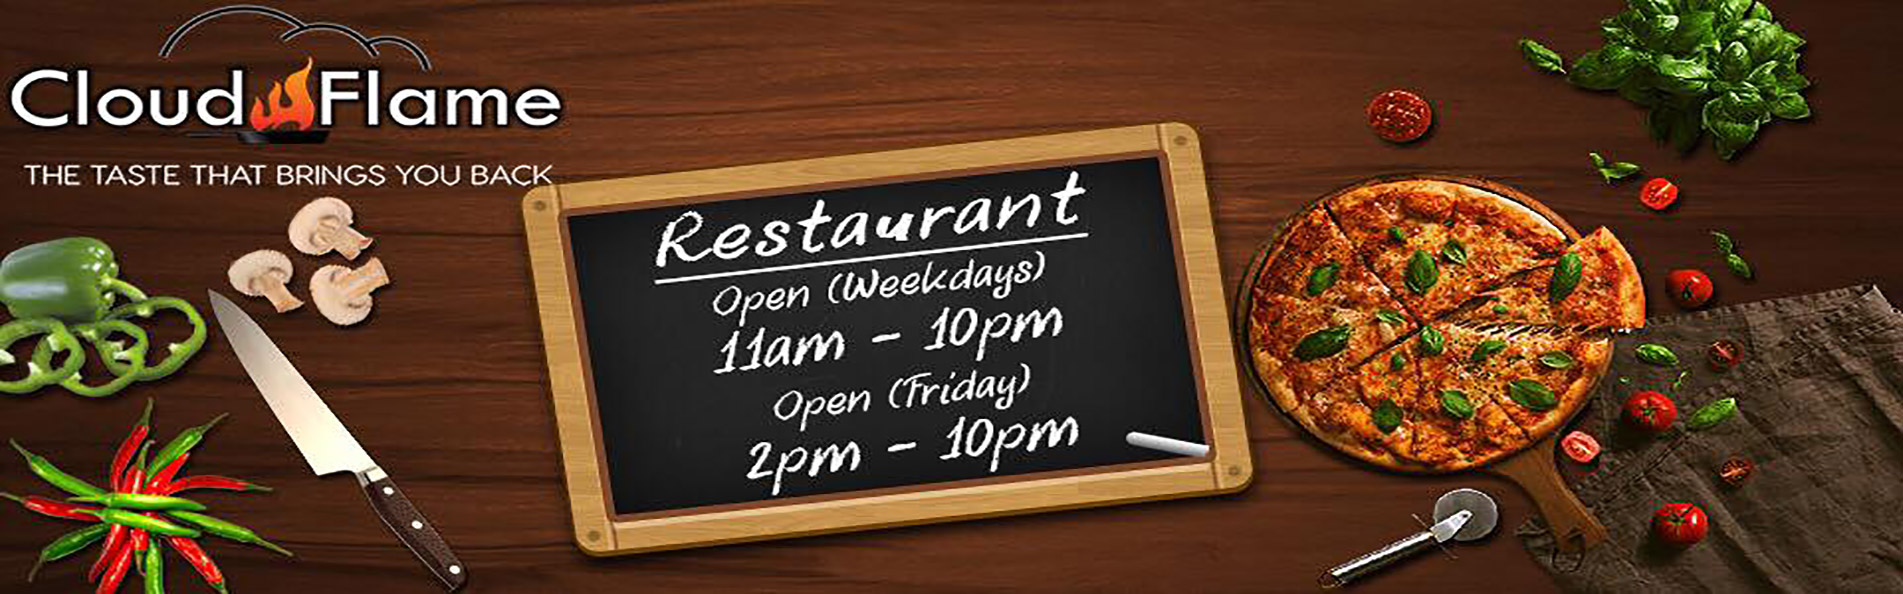 Cloud Flame
THE TASTE THAT BRINGS YOU BACK
Restaurant
Open (Weekdays)
11am - 10pm
Open (Friday)
2pm - 10pm